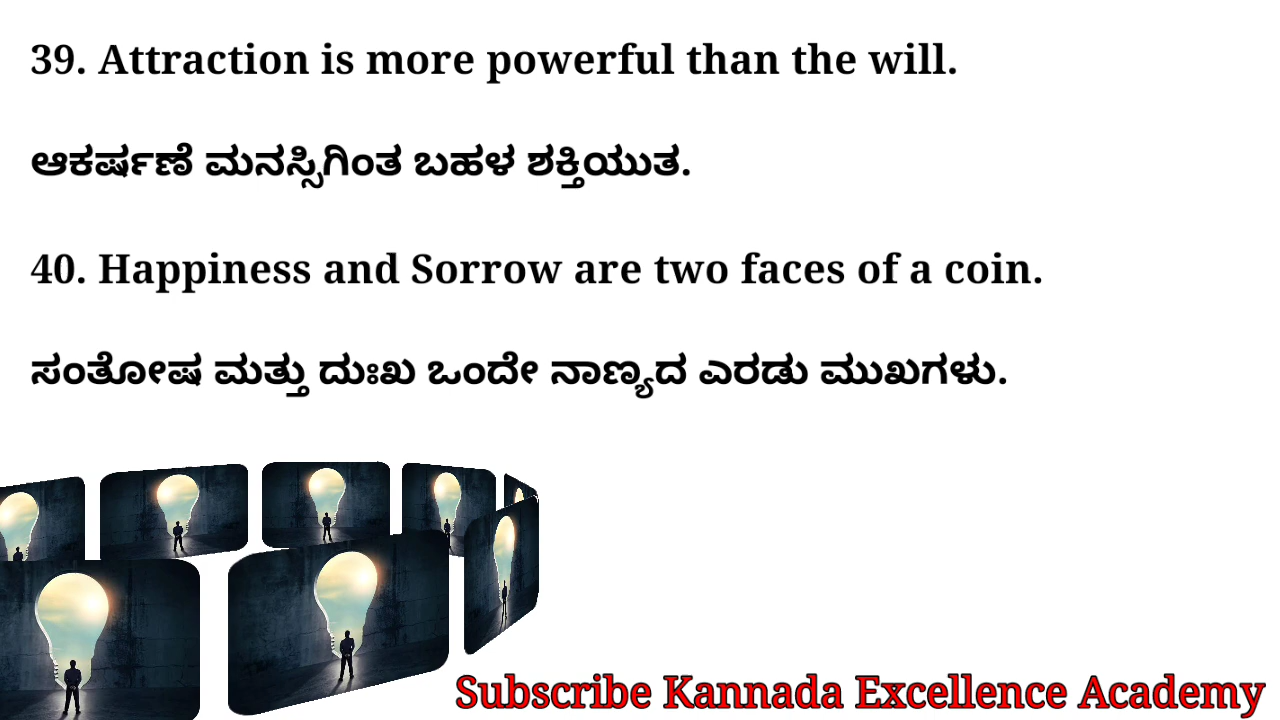 39. Attraction is more powerful than the will.
ಆಕರ್ಷಣೆ ಮನಸ್ಸಿಗಿಂತ ಬಹಳ ಶಕ್ತಿಯುತ.
40. Happiness and Sorrow are two faces of a coin.
ಸಂತೋಷ ಮತ್ತು ದುಃಖ ಒಂದೇ ನಾಣ್ಯದ ಎರಡು ಮುಖಗಳು.
Subscribe Kannada Excellence Academy